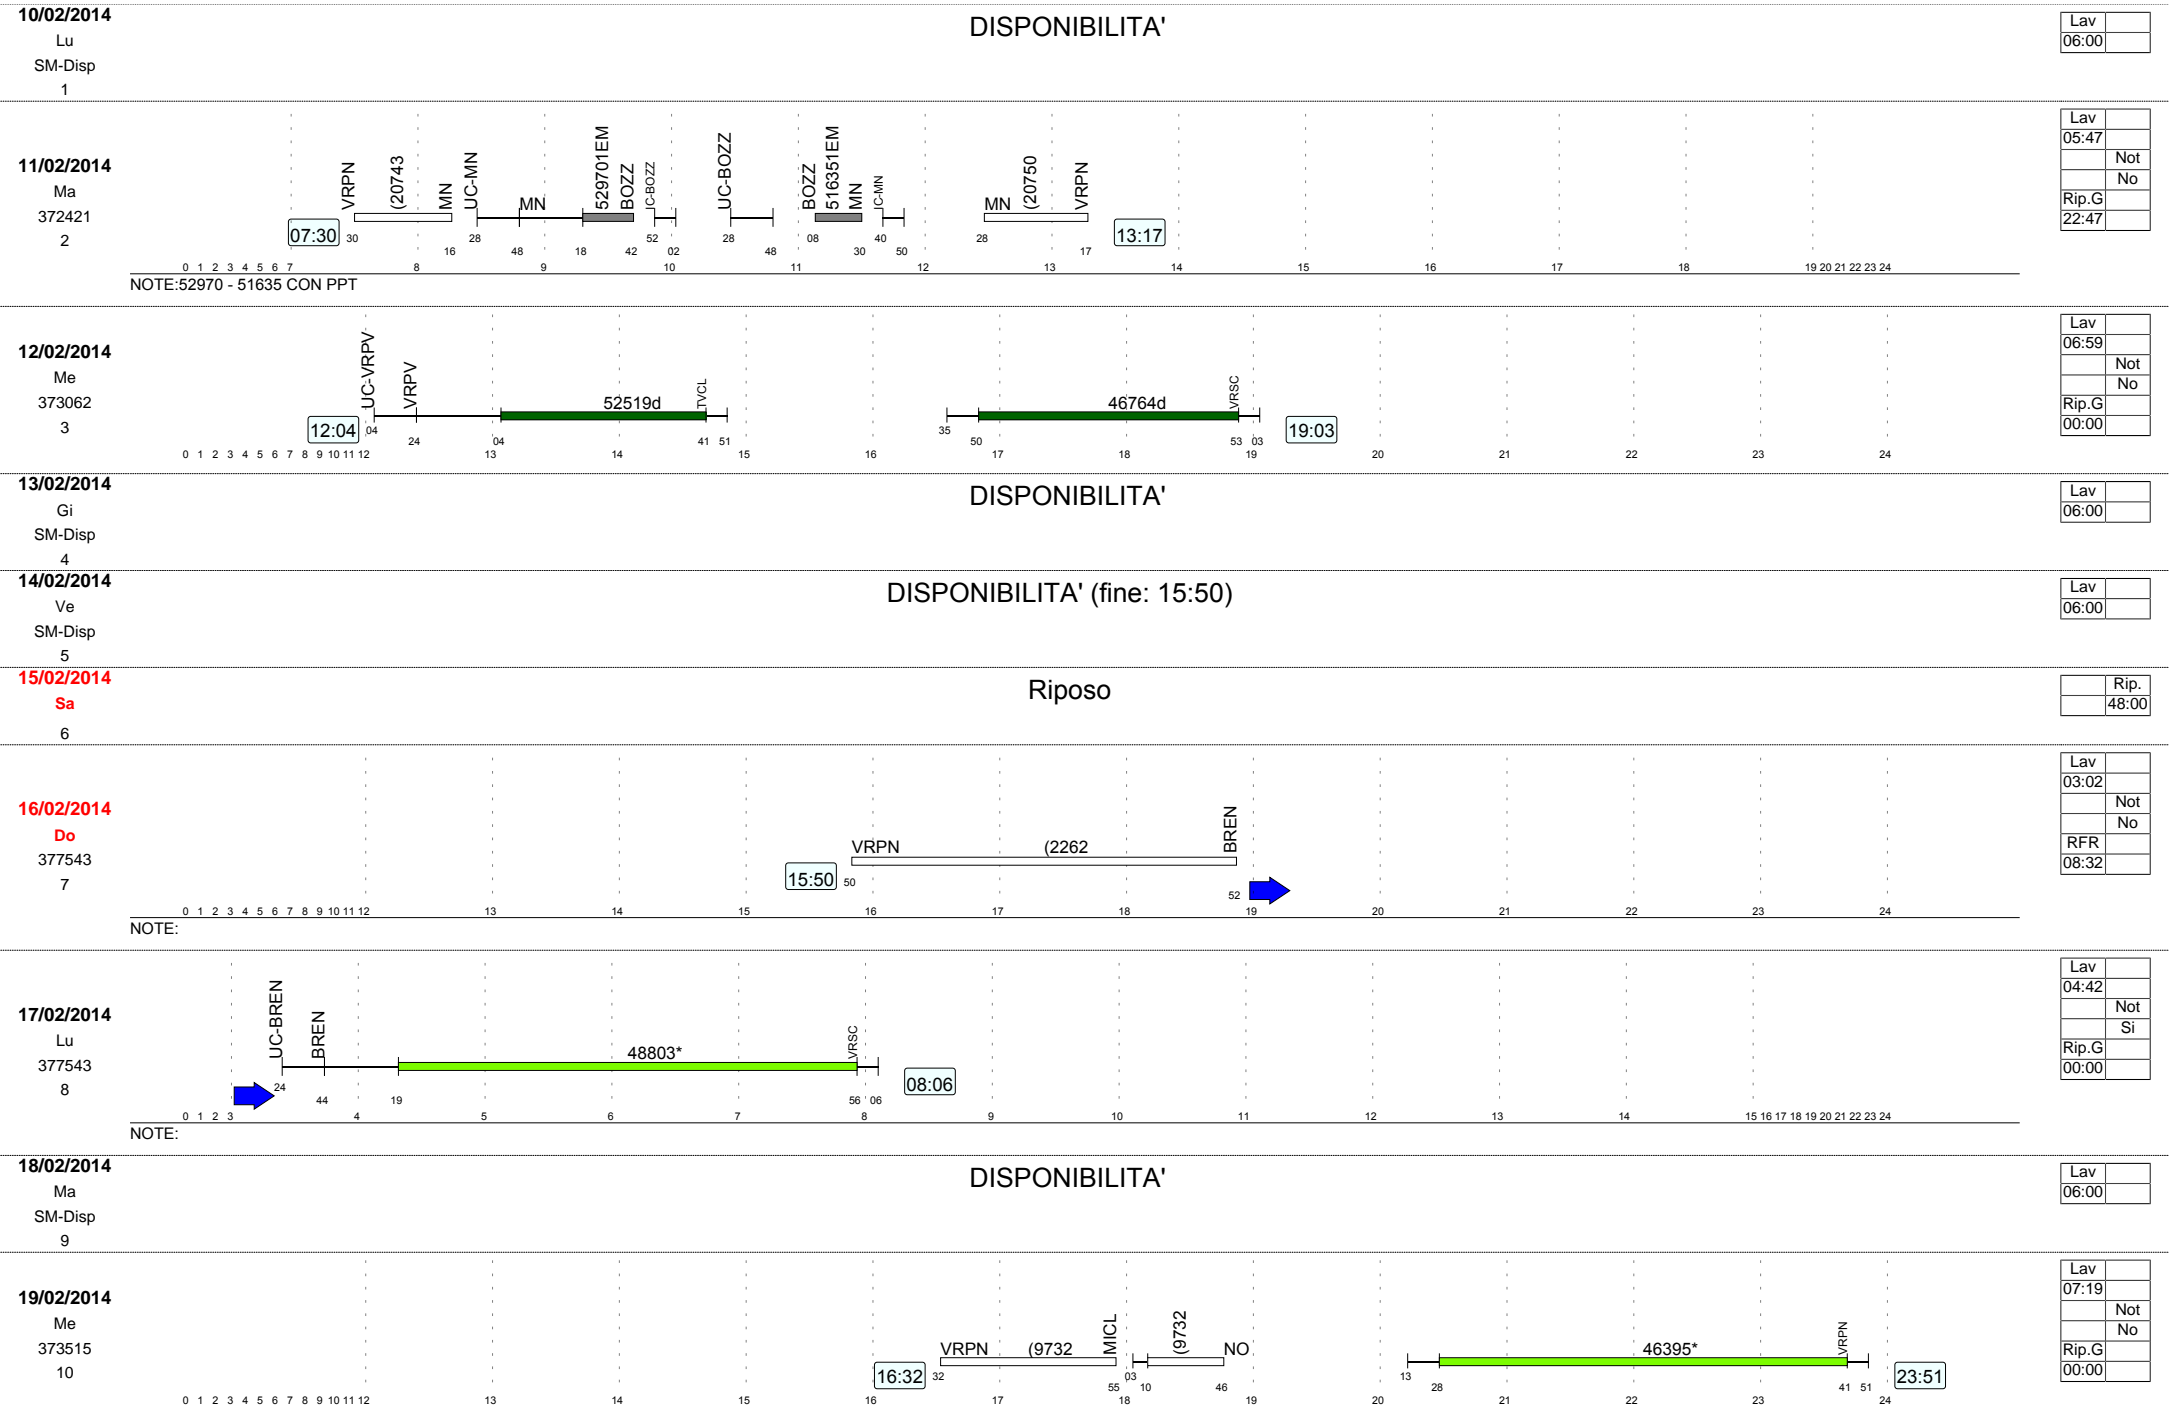 10/02/2014
Lu
SM-Disp
1
DISPONIBILITA'
Lav
06:00
11/02/2014
Ma
372421
2
07:30
VRPN (20743 MN UC-MN MN 529701EM BOZZ UC-BOZZ UC-BOZZ BOZZ 516351EM MN UC-MN MN (20750 VRPN
30 16 28 48 18 42 52 02 28 48 08 30 40 50 28 17
13:17
0 1 2 3 4 5 6 7 8 9 10 11 12 13 14 15 16 17 18 19 20 21 22 23 24
NOTE:52970 - 51635 CON PPT
Lav
05:47
Not
No
Rip.G
22:47
12/02/2014
Me
373062
3
12:04
UC-VRPV VRPV 52519d TVCL 46764d VRSC
04 24 04 41 51 35 50 53 03
19:03
0 1 2 3 4 5 6 7 8 9 10 11 12 13 14 15 16 17 18 19 20 21 22 23 24
Lav
06:59
Not
No
Rip.G
00:00
13/02/2014
Gi
SM-Disp
4
DISPONIBILITA'
Lav
06:00
14/02/2014
Ve
SM-Disp
5
DISPONIBILITA' (fine: 15:50)
Lav
06:00
15/02/2014
Sa
6
Riposo
Rip.
48:00
16/02/2014
Do
377543
7
15:50
VRPN (2262 BREN
50 52
0 1 2 3 4 5 6 7 8 9 10 11 12 13 14 15 16 17 18 19 20 21 22 23 24
NOTE:
Lav
03:02
Not
No
RFR
08:32
17/02/2014
Lu
377543
8
UC-BREN BREN 48803* VRSC
24 44 19 56 06
08:06
0 1 2 3 4 5 6 7 8 9 10 11 12 13 14 15 16 17 18 19 20 21 22 23 24
NOTE:
Lav
04:42
Not
Si
Rip.G
00:00
18/02/2014
Ma
SM-Disp
9
DISPONIBILITA'
Lav
06:00
19/02/2014
Me
373515
10
16:32
VRPN (9732 MICL (9732 NO 46395* VRPN
32 55 03 10 46 13 28 41 51
23:51
0 1 2 3 4 5 6 7 8 9 10 11 12 13 14 15 16 17 18 19 20 21 22 23 24
Lav
07:19
Not
No
Rip.G
00:00